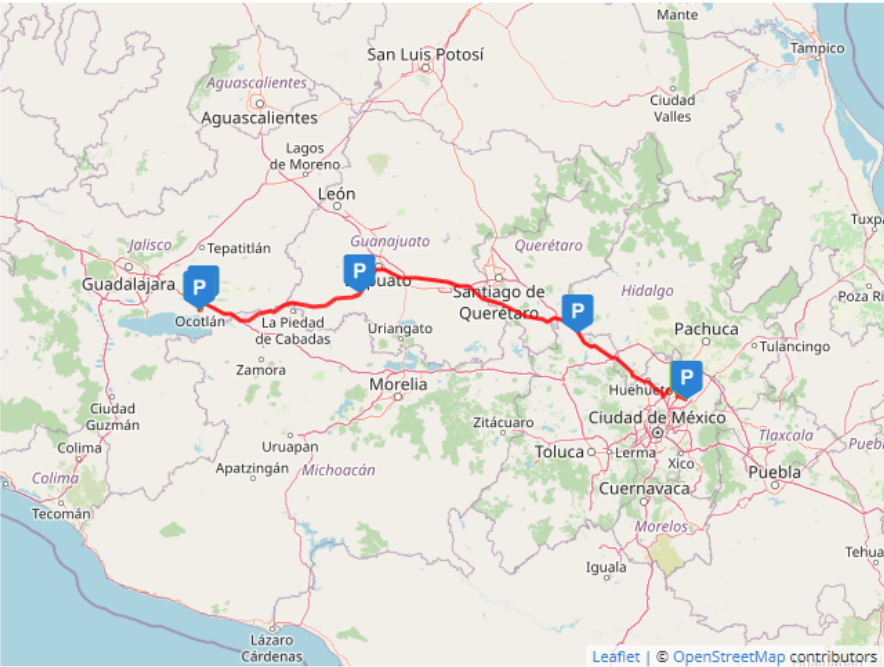 Mante
San Luis Potosí
Tampico
Aguascalientes
Ciudad
Valles
Aguascalientes
Lagos
de Moreno
León
Tuxpa
Jalisco
Tepatitlán
Guanajuato
Querétaro
P
P
Guadalajara
Santiago de
Querétaro
Hidalgo
Poza Ri
P
Ocotlán
La Piedad
de Cabadas
Uriangato
Pachuca
Tulancingo
Zamora
Morelia
P
Ciudad
Guzmán
Zitácuaro
Ciudad de México
Colima
Uruapan
Toluca
Lerma
Tlaxcala
Apatzingán
Michoacán
Xico
Puebla
Colima
Cuernavaca
Tecomán
Morelos
Iguala
Tehua
Lázaro
Cárdenas
Leaflet | © OpenStreetMap contributors